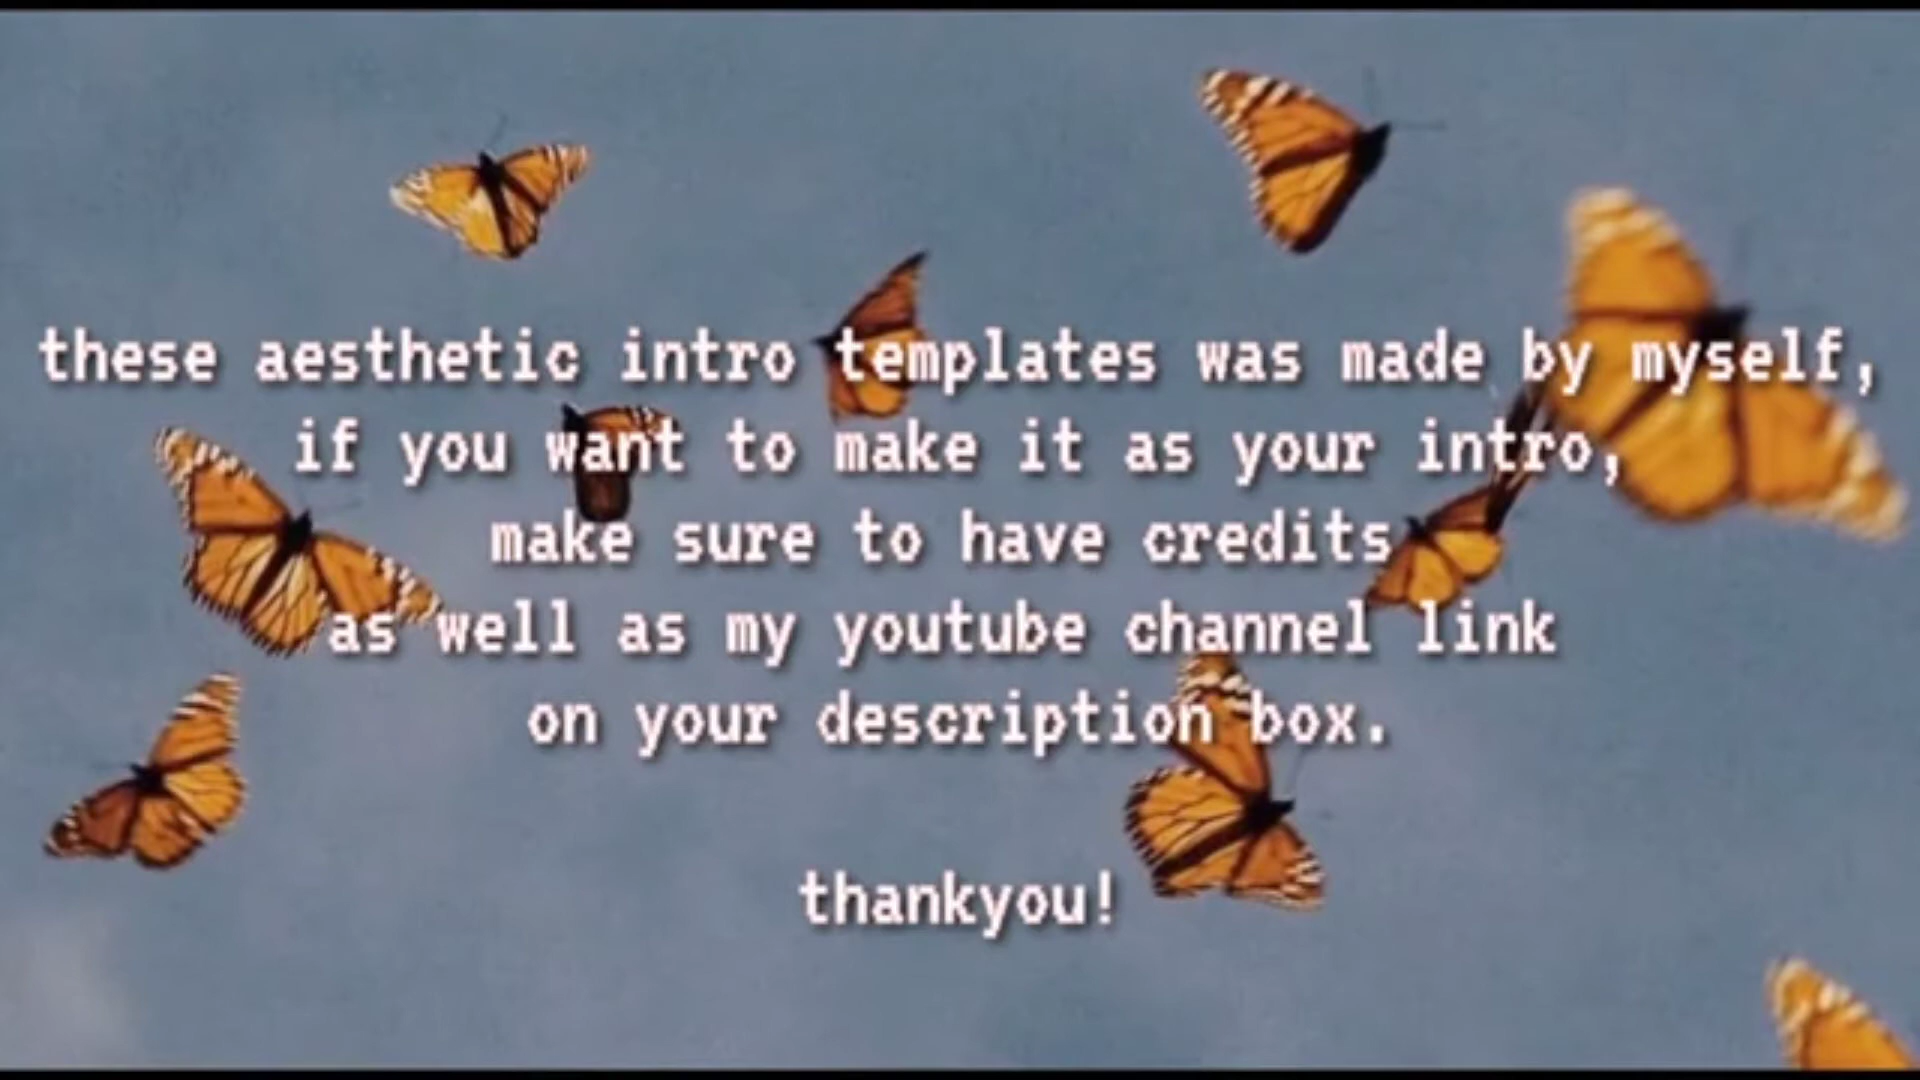 these aesthetic intro templates was made by myself,
if you want to make it as your intro,
make sure to have credits
as well as my youtube channel link
on your description box.
thankyou!